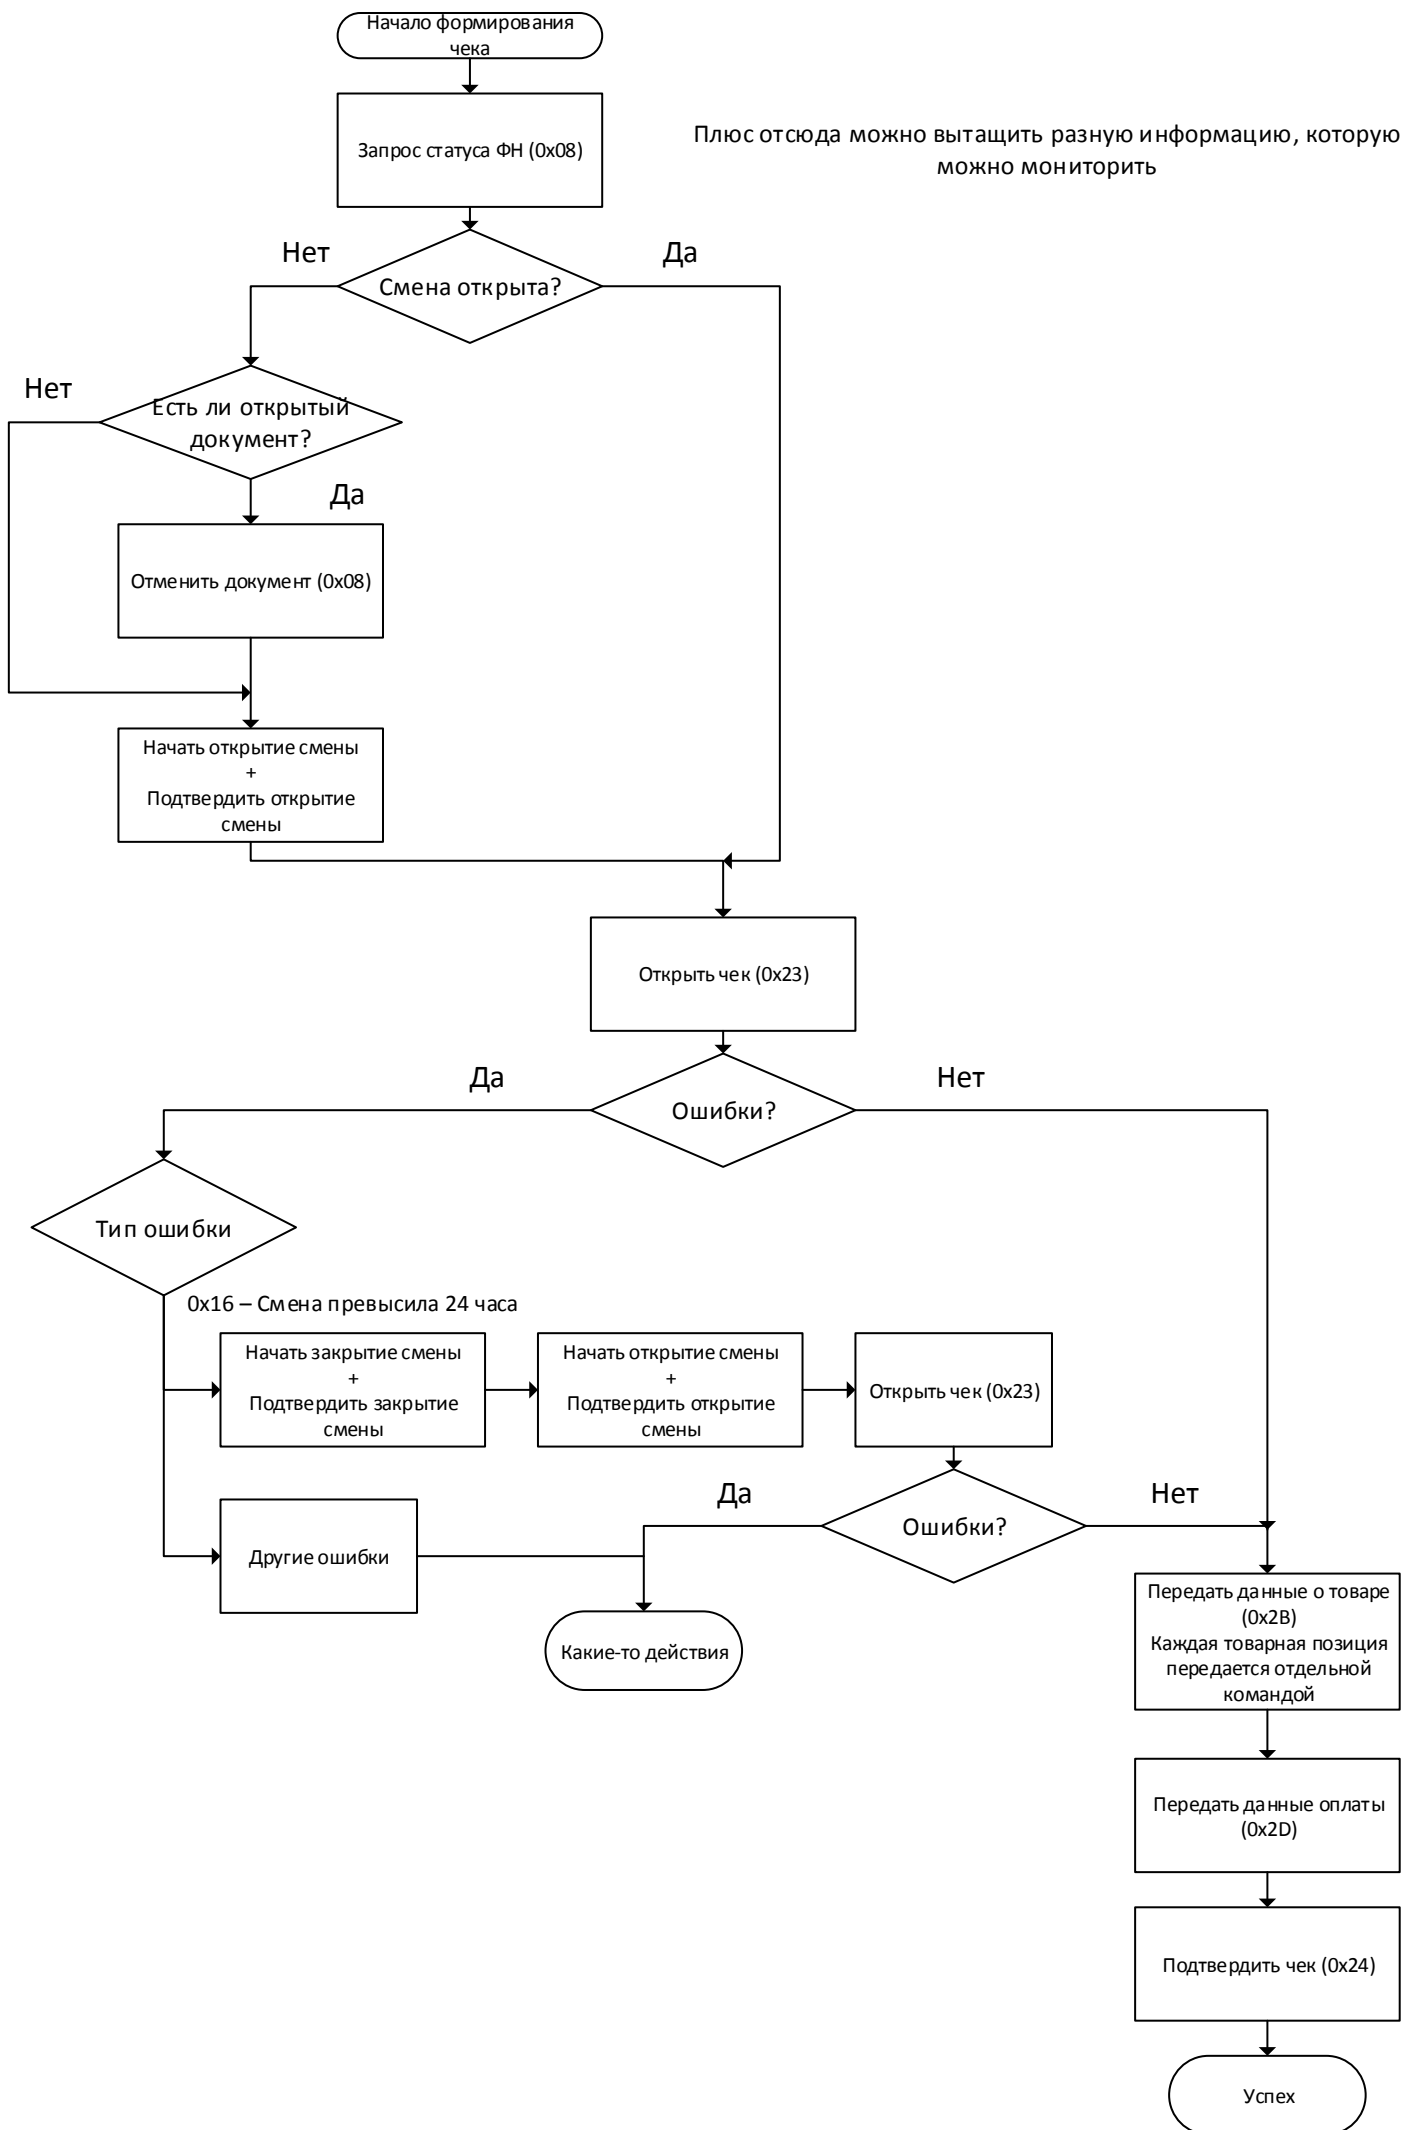 Начало формирования
чека
Запрос статуса ФН (0x08)
Плюс отсюда можно вытащить разную информацию, которую
можно мониторить
Нет
Да
Смена открыта?
Нет
Есть ли открытый
документ?
Да
Отменить документ (0x08)
Начать открытие смены
+
Подтвердить открытие
смены
Открыть чек (0x23)
Да
Нет
Ошибки?
Тип ошибки
0x16 – Смена превысила 24 часа
Начать закрытие смены
+
Подтвердить закрытие
смены
Начать открытие смены
+
Подтвердить открытие
смены
Открыть чек (0x23)
Да
Нет
Ошибки?
Другие ошибки
Какие-то действия
Передать данные о товаре
(0x2B)
Каждая товарная позиция
передается отдельной
командой
Передать данные оплаты
(0x2D)
Подтвердить чек (0x24)
Успех